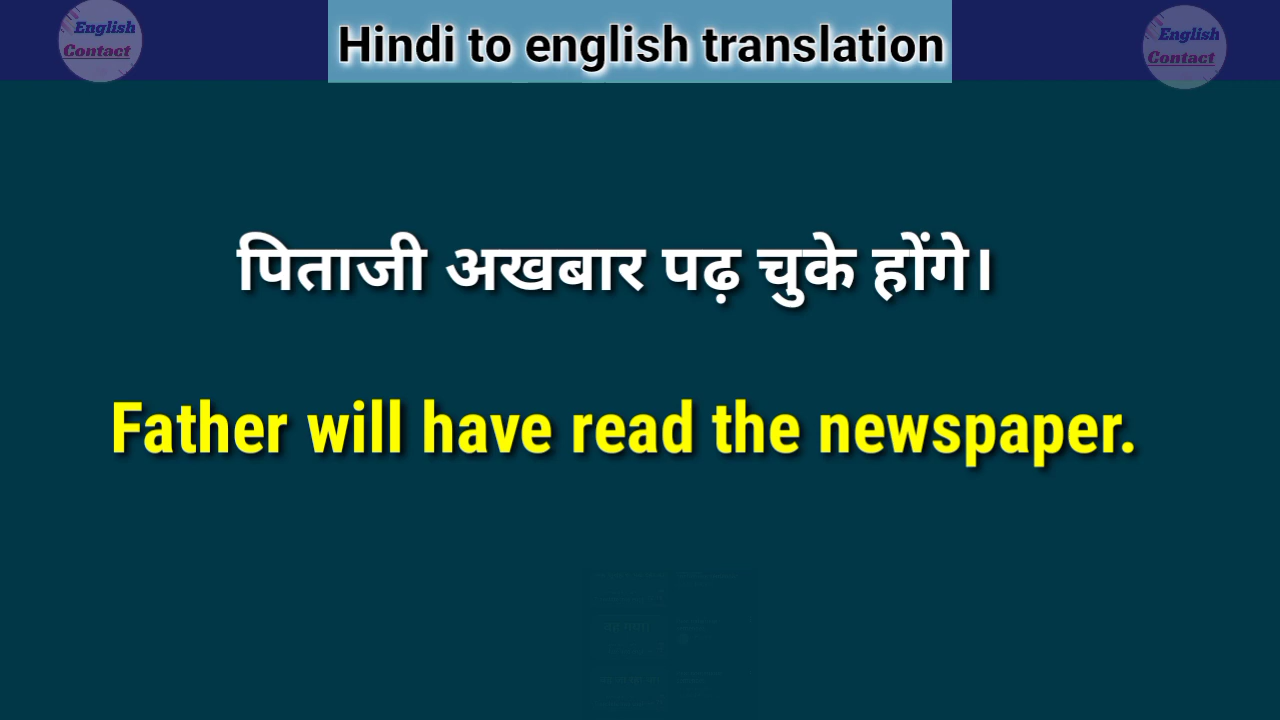 English
Contact
Hindi to english translation
English
Contact
पिताजी अखबार पढ़ चुके होंगे।
Father will have read the newspaper.